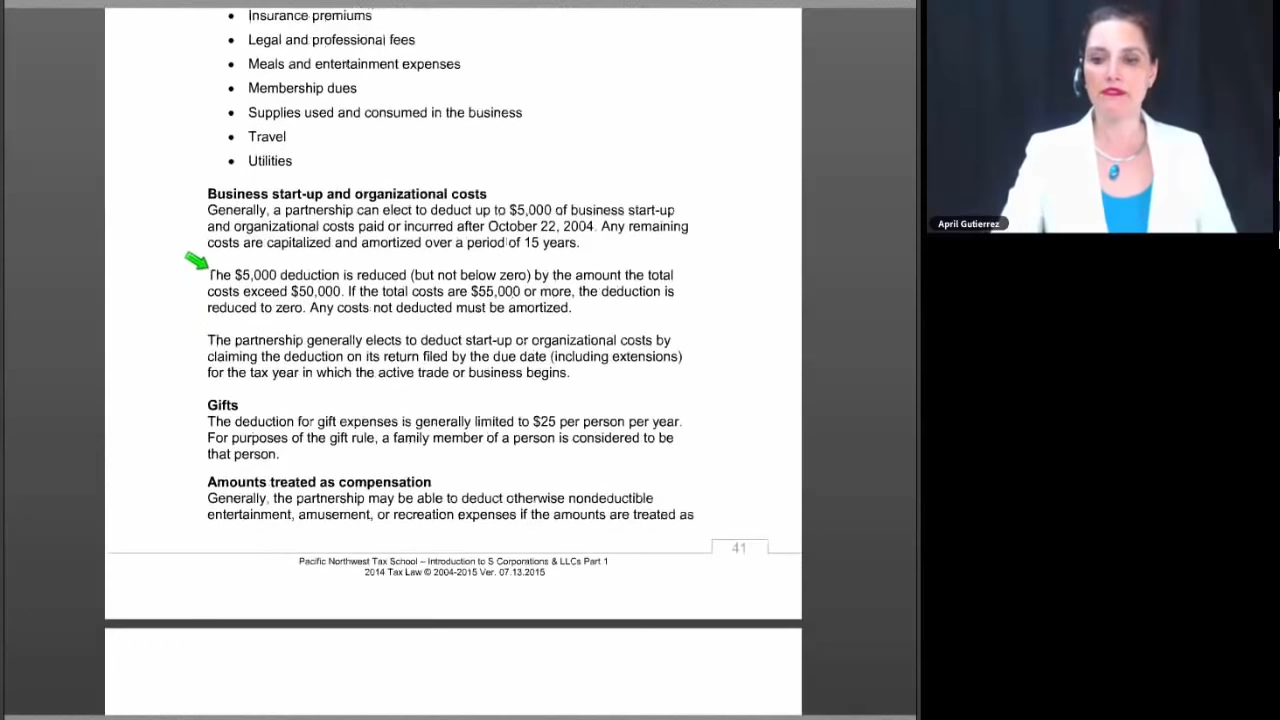 Insurance premiums
Legal and professional fees
Meals and entertainment expenses
Membership dues
Supplies used and consumed in the business
Travel
Utilities
Business start-up and organizational costs
Generally, a partnership can elect to deduct up to $5,000 of business start-up
and organizational costs paid or incurred after October 22, 2004. Any remaining
costs are capitalized and amortized over a period of 15 years.
The $5,000 deduction is reduced (but not below zero) by the amount the total
costs exceed $50,000. If the total costs are $55,000 or more, the deduction is
reduced to zero. Any costs not deducted must be amortized.
The partnership generally elects to deduct start-up or organizational costs by
claiming the deduction on its return filed by the due date (including extensions)
for the tax year in which the active trade or business begins.
Gifts
The deduction for gift expenses is generally limited to $25 per person per year.
For purposes of the gift rule, a family member of a person is considered to be
that person.
Amounts treated as compensation
Generally, the partnership may be able to deduct otherwise nondeductible
entertainment, amusement, or recreation expenses if the amounts are treated as
41
Pacific Northwest Tax School – Introduction to S Corporations & LLCs Part 1
2014 Tax Law © 2004-2015 Ver. 07.13.2015
April Gutierrez